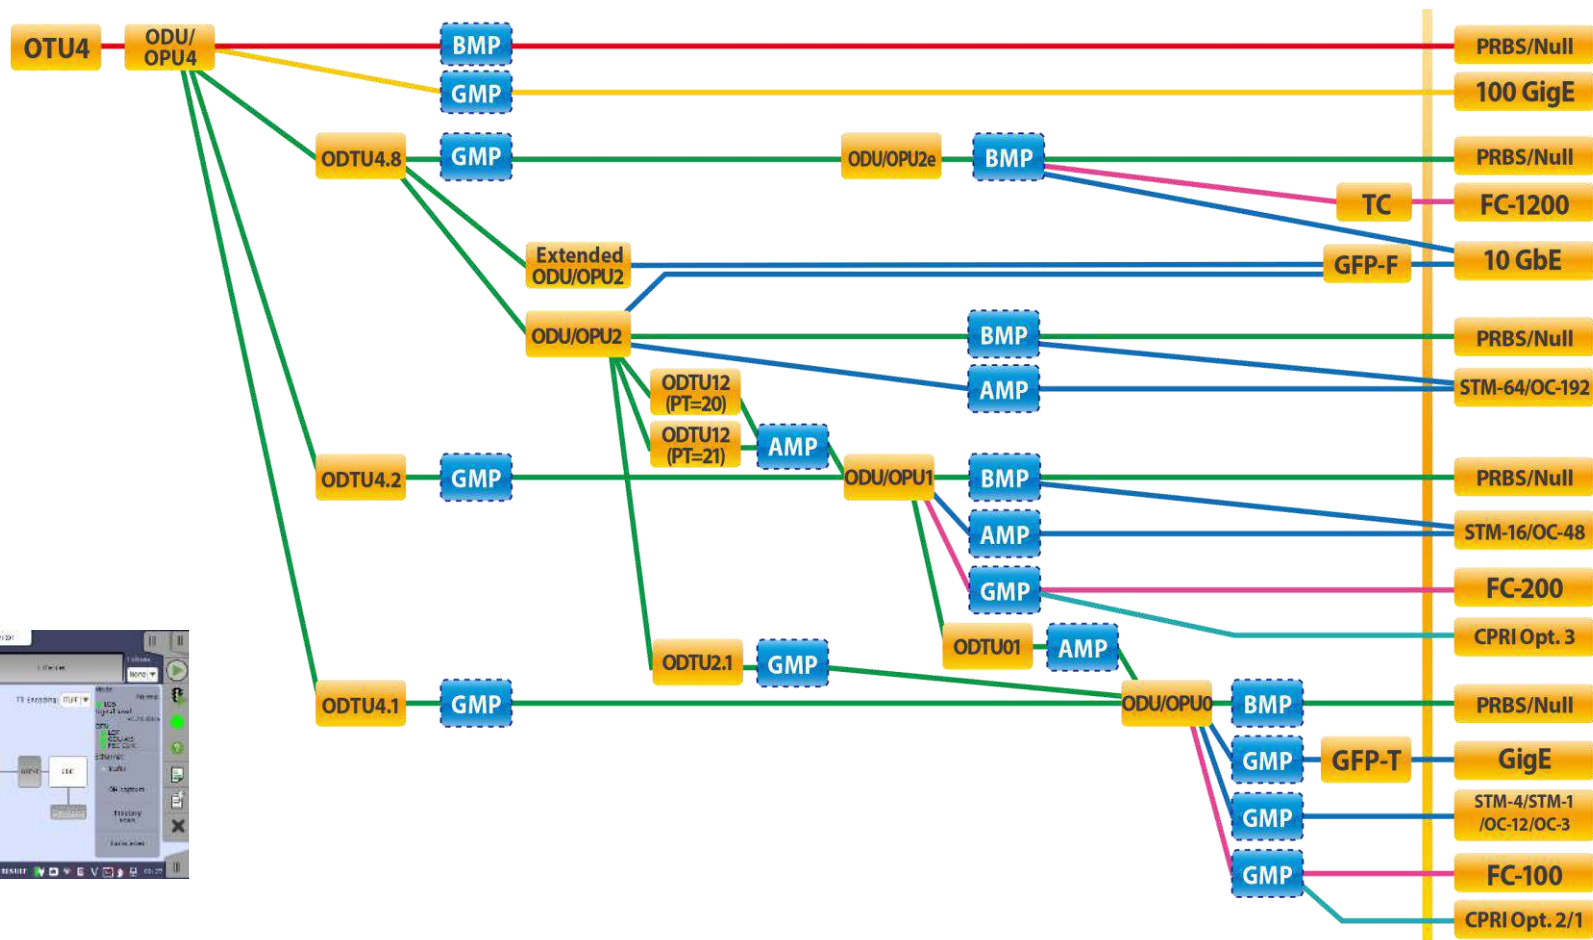 OTU4
ODU/
OPU4
BMP
PRBS/Null
GMP
100 GigE
ODTU4.8
GMP
ODU/OPU2e
BMP
PRBS/Null
TC
FC-1200
Extended
ODU/OPU2
GFP-F
10 GbE
ODU/OPU2
BMP
PRBS/Null
ODTU12
(PT=20)
AMP
STM-64/OC-192
ODTU12
(PT=21)
AMP
ODTU4.2
GMP
ODU/OPU1
BMP
PRBS/Null
AMP
STM-16/OC-48
GMP
FC-200
CPRI Opt. 3
ODTU01
AMP
ODTU2.1
GMP
ODTU4.1
GMP
ODU/OPU0
BMP
PRBS/Null
GMP
GFP-T
GigE
GMP
STM-4/STM-1
/OC-12/OC-3
GMP
FC-100
CPRI Opt. 2/1
RESULT